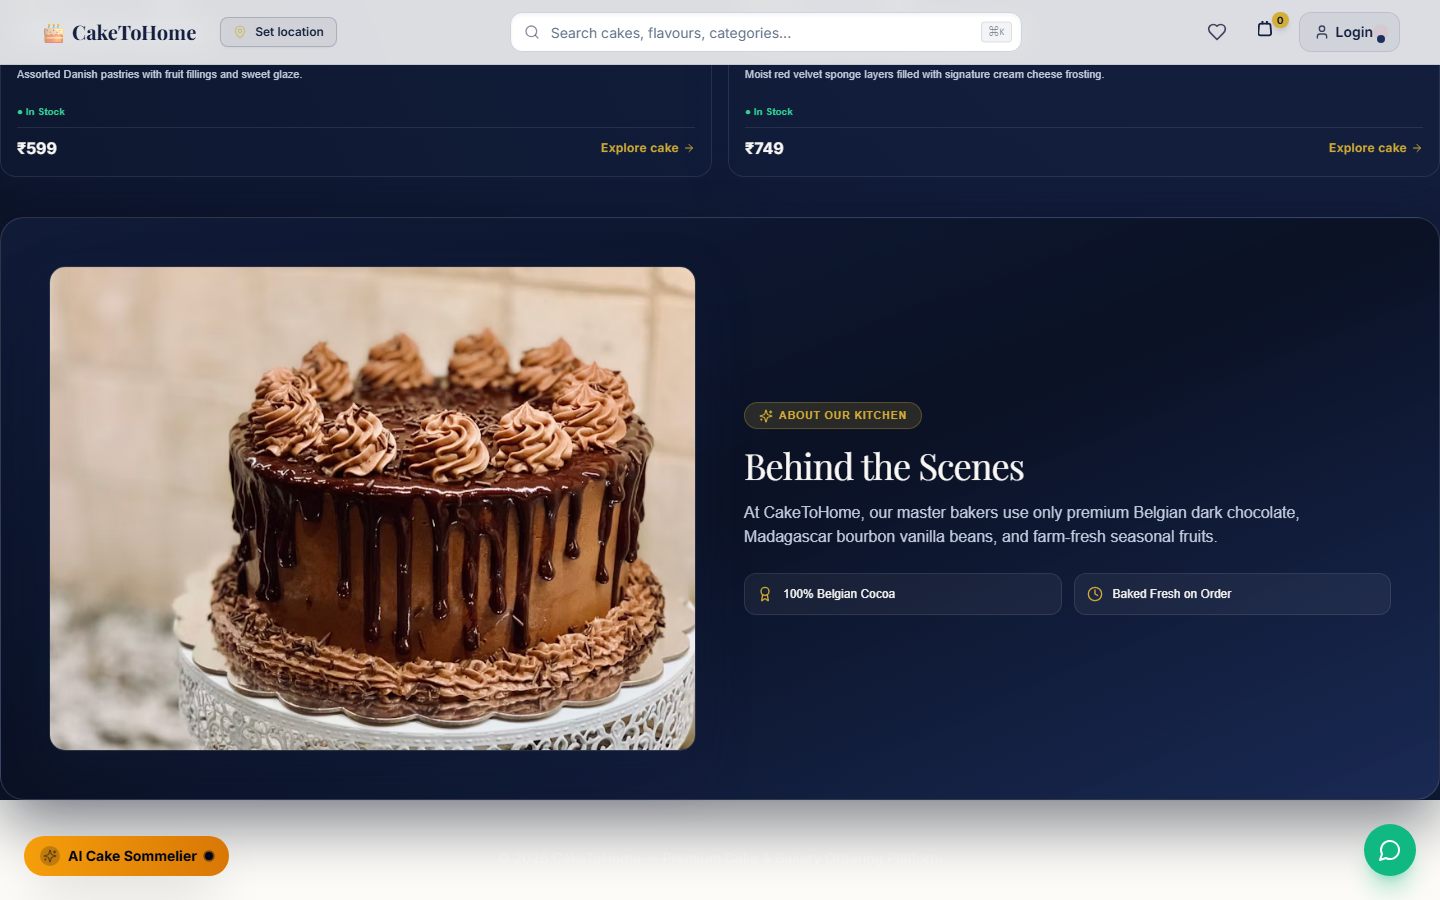 CakeToHome
Set location
Search cakes, flavours, categories...
⌘K
0
Login
Assorted Danish pastries with fruit fillings and sweet glaze.
● In Stock
₹599
Explore cake →
Moist red velvet sponge layers filled with signature cream cheese frosting.
● In Stock
₹749
Explore cake →
ABOUT OUR KITCHEN
Behind the Scenes
At CakeToHome, our master bakers use only premium Belgian dark chocolate,
Madagascar bourbon vanilla beans, and farm-fresh seasonal fruits.
100% Belgian Cocoa
Baked Fresh on Order
AI Cake Sommelier